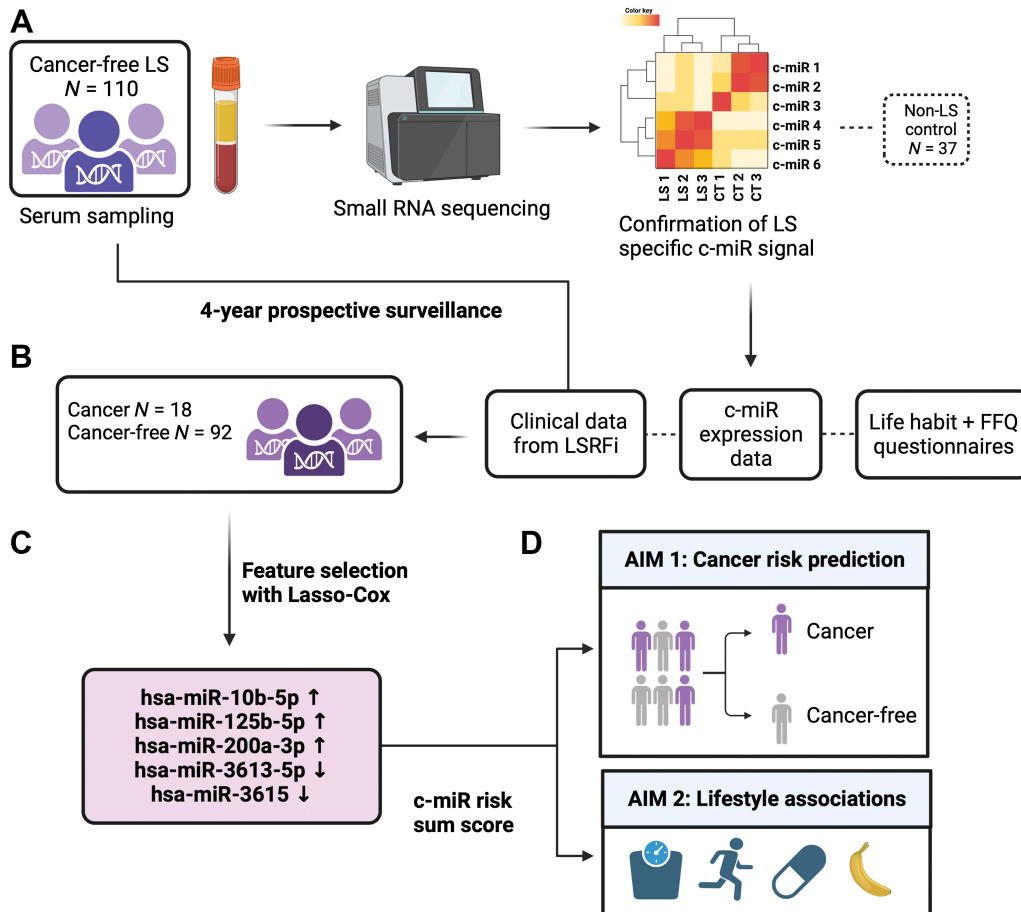 A
Cancer-free LS
N = 110
Serum sampling
Small RNA sequencing
Color key
c-miR 1
c-miR 2
c-miR 3
c-miR 4
c-miR 5
c-miR 6
LS 1
LS 2
LS 3
CT 1
CT 2
CT 3
Confirmation of LS
specific c-miR signal
Non-LS
control
N = 37
4-year prospective surveillance
B
Cancer N = 18
Cancer-free N = 92
Clinical data
from LSRFi
c-miR
expression
data
Life habit + FFQ
questionnaires
C
Feature selection
with Lasso-Cox
hsa-miR-10b-5p ↑
hsa-miR-125b-5p ↑
hsa-miR-200a-3p ↑
hsa-miR-3613-5p ↓
hsa-miR-3615 ↓
c-miR risk
sum score
D
AIM 1: Cancer risk prediction
Cancer
Cancer-free
AIM 2: Lifestyle associations